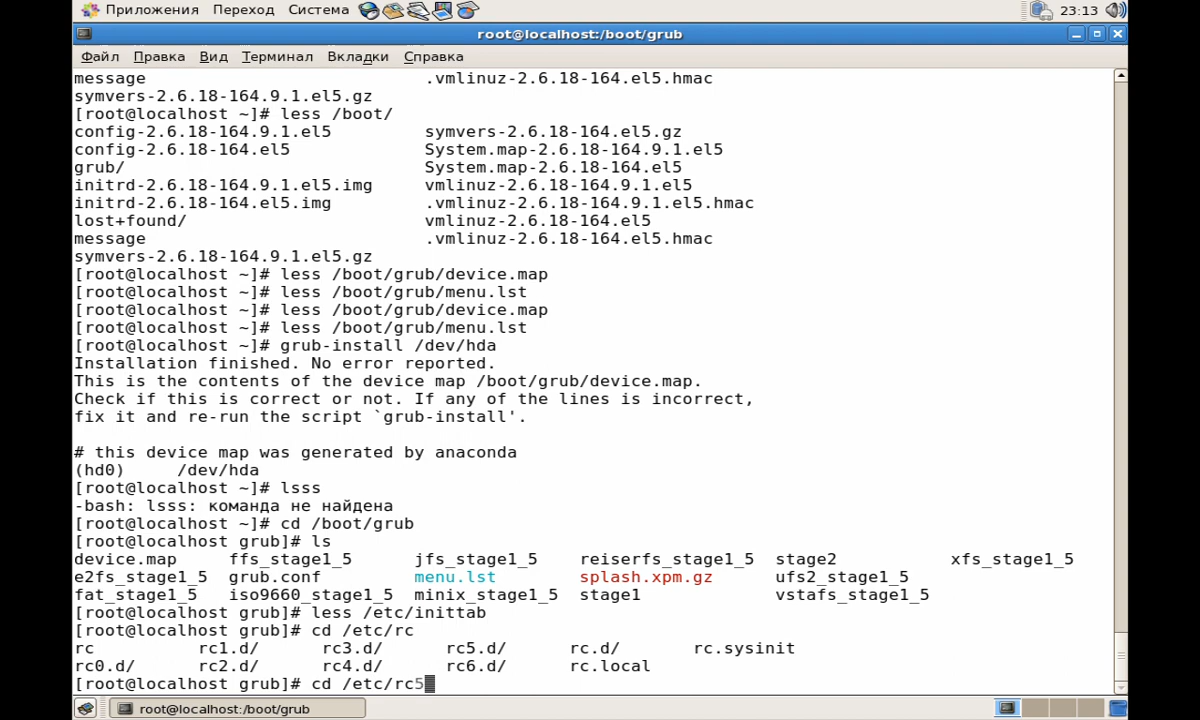 Приложения Переход Система 23:13
root@localhost:/boot/grub
Файл Правка Вид Терминал Вкладки Справка
message .vmlinuz-2.6.18-164.el5.hmac
symvers-2.6.18-164.9.1.el5.gz
[root@localhost ~]# less /boot/
config-2.6.18-164.9.1.el5 symvers-2.6.18-164.el5.gz
config-2.6.18-164.el5 System.map-2.6.18-164.9.1.el5
grub/ System.map-2.6.18-164.el5
initrd-2.6.18-164.9.1.el5.img vmlinuz-2.6.18-164.9.1.el5
initrd-2.6.18-164.el5.img .vmlinuz-2.6.18-164.9.1.el5.hmac
lost+found/ vmlinuz-2.6.18-164.el5
message .vmlinuz-2.6.18-164.el5.hmac
symvers-2.6.18-164.9.1.el5.gz
[root@localhost ~]# less /boot/grub/device.map
[root@localhost ~]# less /boot/grub/menu.lst
[root@localhost ~]# less /boot/grub/device.map
[root@localhost ~]# less /boot/grub/menu.lst
[root@localhost ~]# grub-install /dev/hda
Installation finished. No error reported.
This is the contents of the device map /boot/grub/device.map.
Check if this is correct or not. If any of the lines is incorrect,
fix it and re-run the script `grub-install'.
# this device map was generated by anaconda
(hd0) /dev/hda
[root@localhost ~]# lsss
-bash: lsss: команда не найдена
[root@localhost ~]# cd /boot/grub
[root@localhost grub]# ls
device.map ffs_stage1_5 jfs_stage1_5 reiserfs_stage1_5 stage2 xfs_stage1_5
e2fs_stage1_5 grub.conf menu.lst splash.xpm.gz ufs2_stage1_5
fat_stage1_5 iso9660_stage1_5 minix_stage1_5 stage1 vstafs_stage1_5
[root@localhost grub]# less /etc/inittab
[root@localhost grub]# cd /etc/rc
rc rc1.d/ rc3.d/ rc5.d/ rc.d/ rc.sysinit
rc0.d/ rc2.d/ rc4.d/ rc6.d/ rc.local
[root@localhost grub]# cd /etc/rc5
root@localhost:/boot/grub